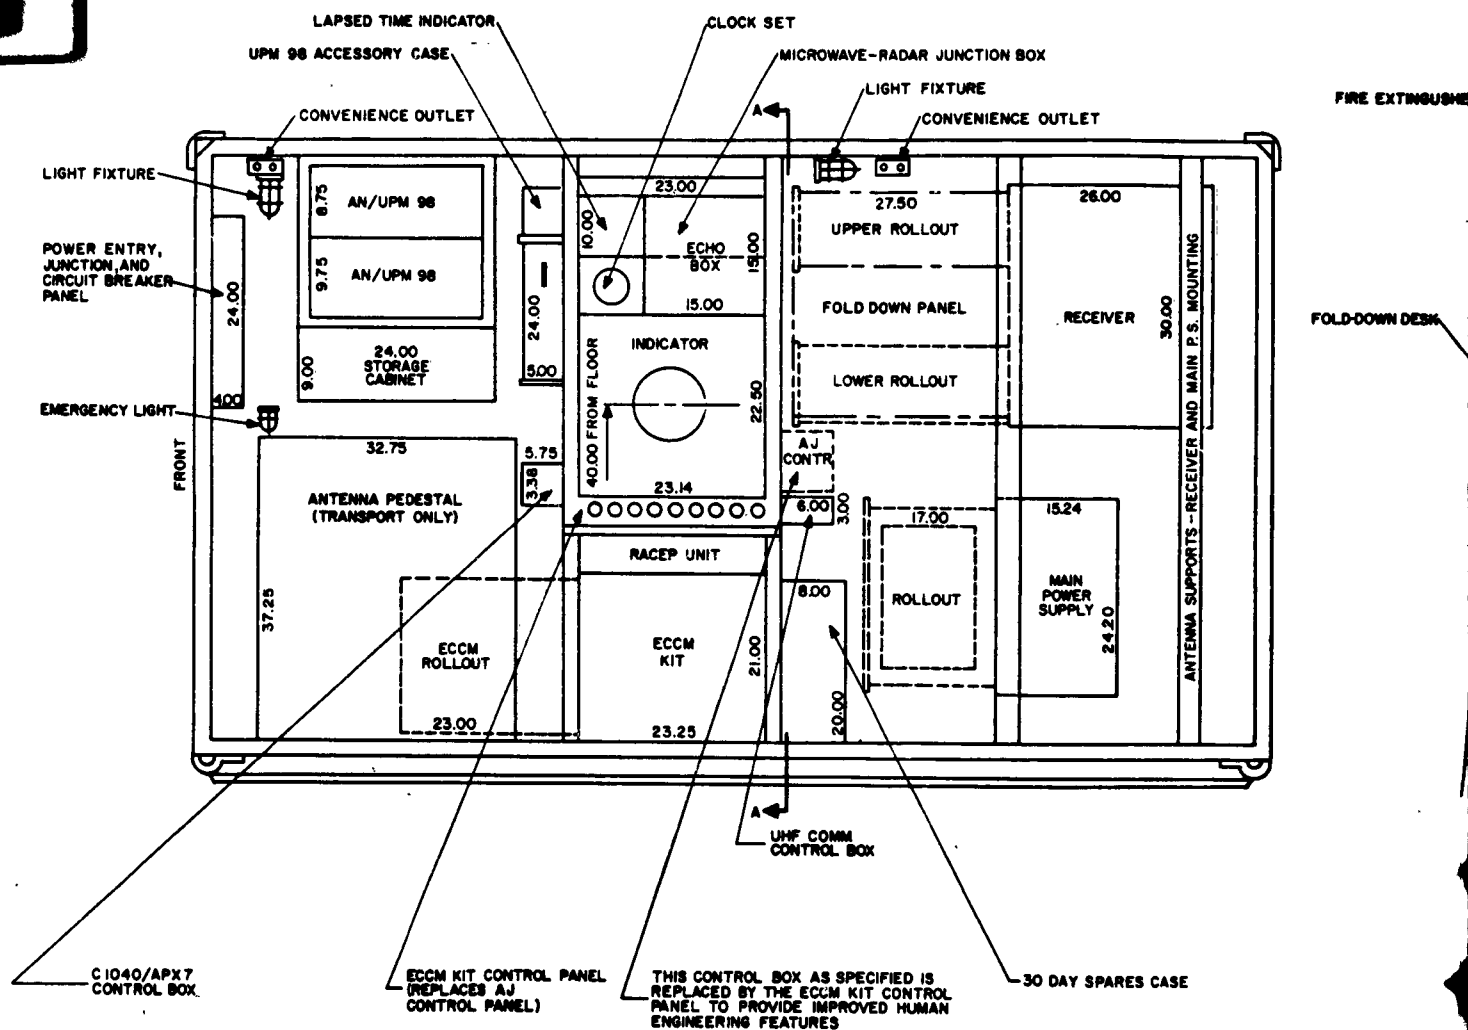 LAPSED TIME INDICATOR
CLOCK SET
UPM 98 ACCESSORY CASE
MICROWAVE-RADAR JUNCTION BOX
LIGHT FIXTURE
FIRE EXTINGUISHE
CONVENIENCE OUTLET
A
CONVENIENCE OUTLET
LIGHT FIXTURE
8.75
AN/UPM 98
23.00
27.50
26.00
10.00
UPPER ROLLOUT
POWER ENTRY,
JUNCTION, AND
CIRCUIT BREAKER
PANEL
24.00
9.75
AN/UPM 98
ECHO
BOX
15.00
15.00
24.00
FOLD DOWN PANEL
RECEIVER
30.00
ANTENNA SUPPORTS-RECEIVER AND MAIN P.S. MOUNTING
FOLD-DOWN DESK
INDICATOR
9.00
24.00
STORAGE
CABINET
5.00
LOWER ROLLOUT
4.00
EMERGENCY LIGHT
40.00 FROM FLOOR
22.50
FRONT
32.75
5.75
3.38
AJ
CONTR
23.14
ANTENNA PEDESTAL
(TRANSPORT ONLY)
6.00
3.00
17.00
15.24
RACEP UNIT
37.25
8.00
ROLLOUT
MAIN
POWER
SUPPLY
24.20
ECCM
ROLLOUT
ECCM
KIT
21.00
23.00
23.25
20.00
A
UHF COMM
CONTROL BOX
C1040/APX7
CONTROL BOX
ECCM KIT CONTROL PANEL
(REPLACES AJ
CONTROL PANEL)
THIS CONTROL BOX AS SPECIFIED IS
REPLACED BY THE ECCM KIT CONTROL
PANEL TO PROVIDE IMPROVED HUMAN
ENGINEERING FEATURES
30 DAY SPARES CASE